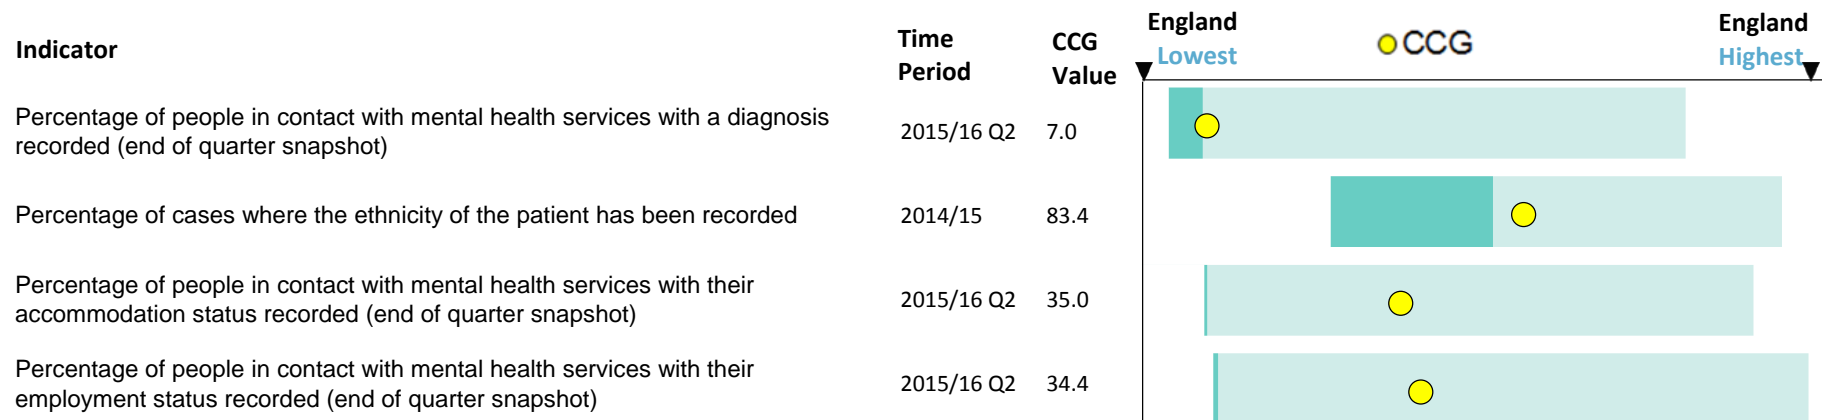 Indicator
Time Period
CCG Value
England Lowest
CCG
England Highest
Percentage of people in contact with mental health services with a diagnosis
recorded (end of quarter snapshot)
2015/16 Q2 7.0
Percentage of cases where the ethnicity of the patient has been recorded
2014/15 83.4
Percentage of people in contact with mental health services with their
accommodation status recorded (end of quarter snapshot)
2015/16 Q2 35.0
Percentage of people in contact with mental health services with their
employment status recorded (end of quarter snapshot)
2015/16 Q2 34.4